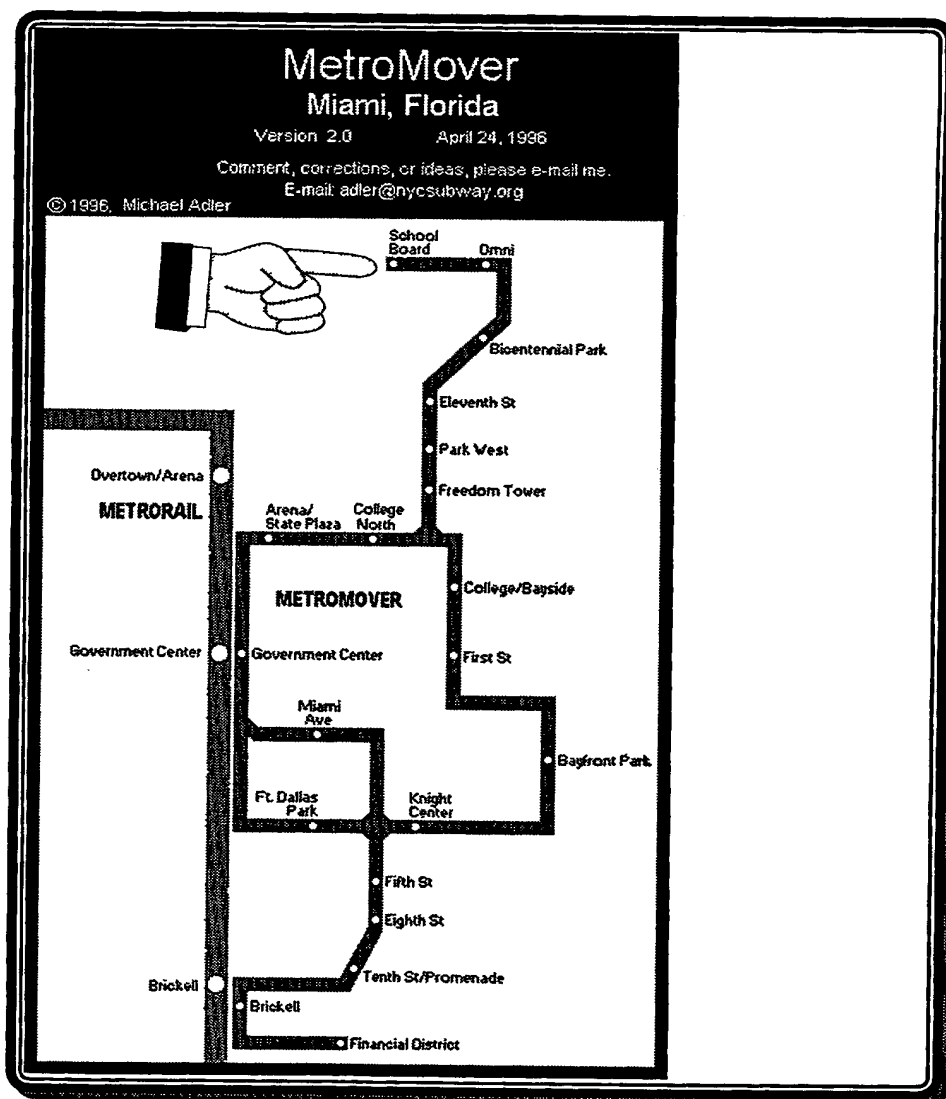 MetroMover
Miami, Florida
Version 2.0 April 24, 1996
Comment, corrections, or ideas, please e-mail me.
E-mail: adler@nycsubway.org
© 1996, Michael Adler
School
Board
Omni
Bicentennial Park
Eleventh St
Park West
Overtown/Arena
Freedom Tower
METRORAIL
Arena/
State Plaza
College
North
College/Bayside
METROMOVER
Government Center
Government Center
First St
Miami
Ave
Bayfront Park
Ft. Dallas
Park
Knight
Center
Fifth St
Eighth St
Tenth St/Promenade
Brickell
Brickell
Financial District